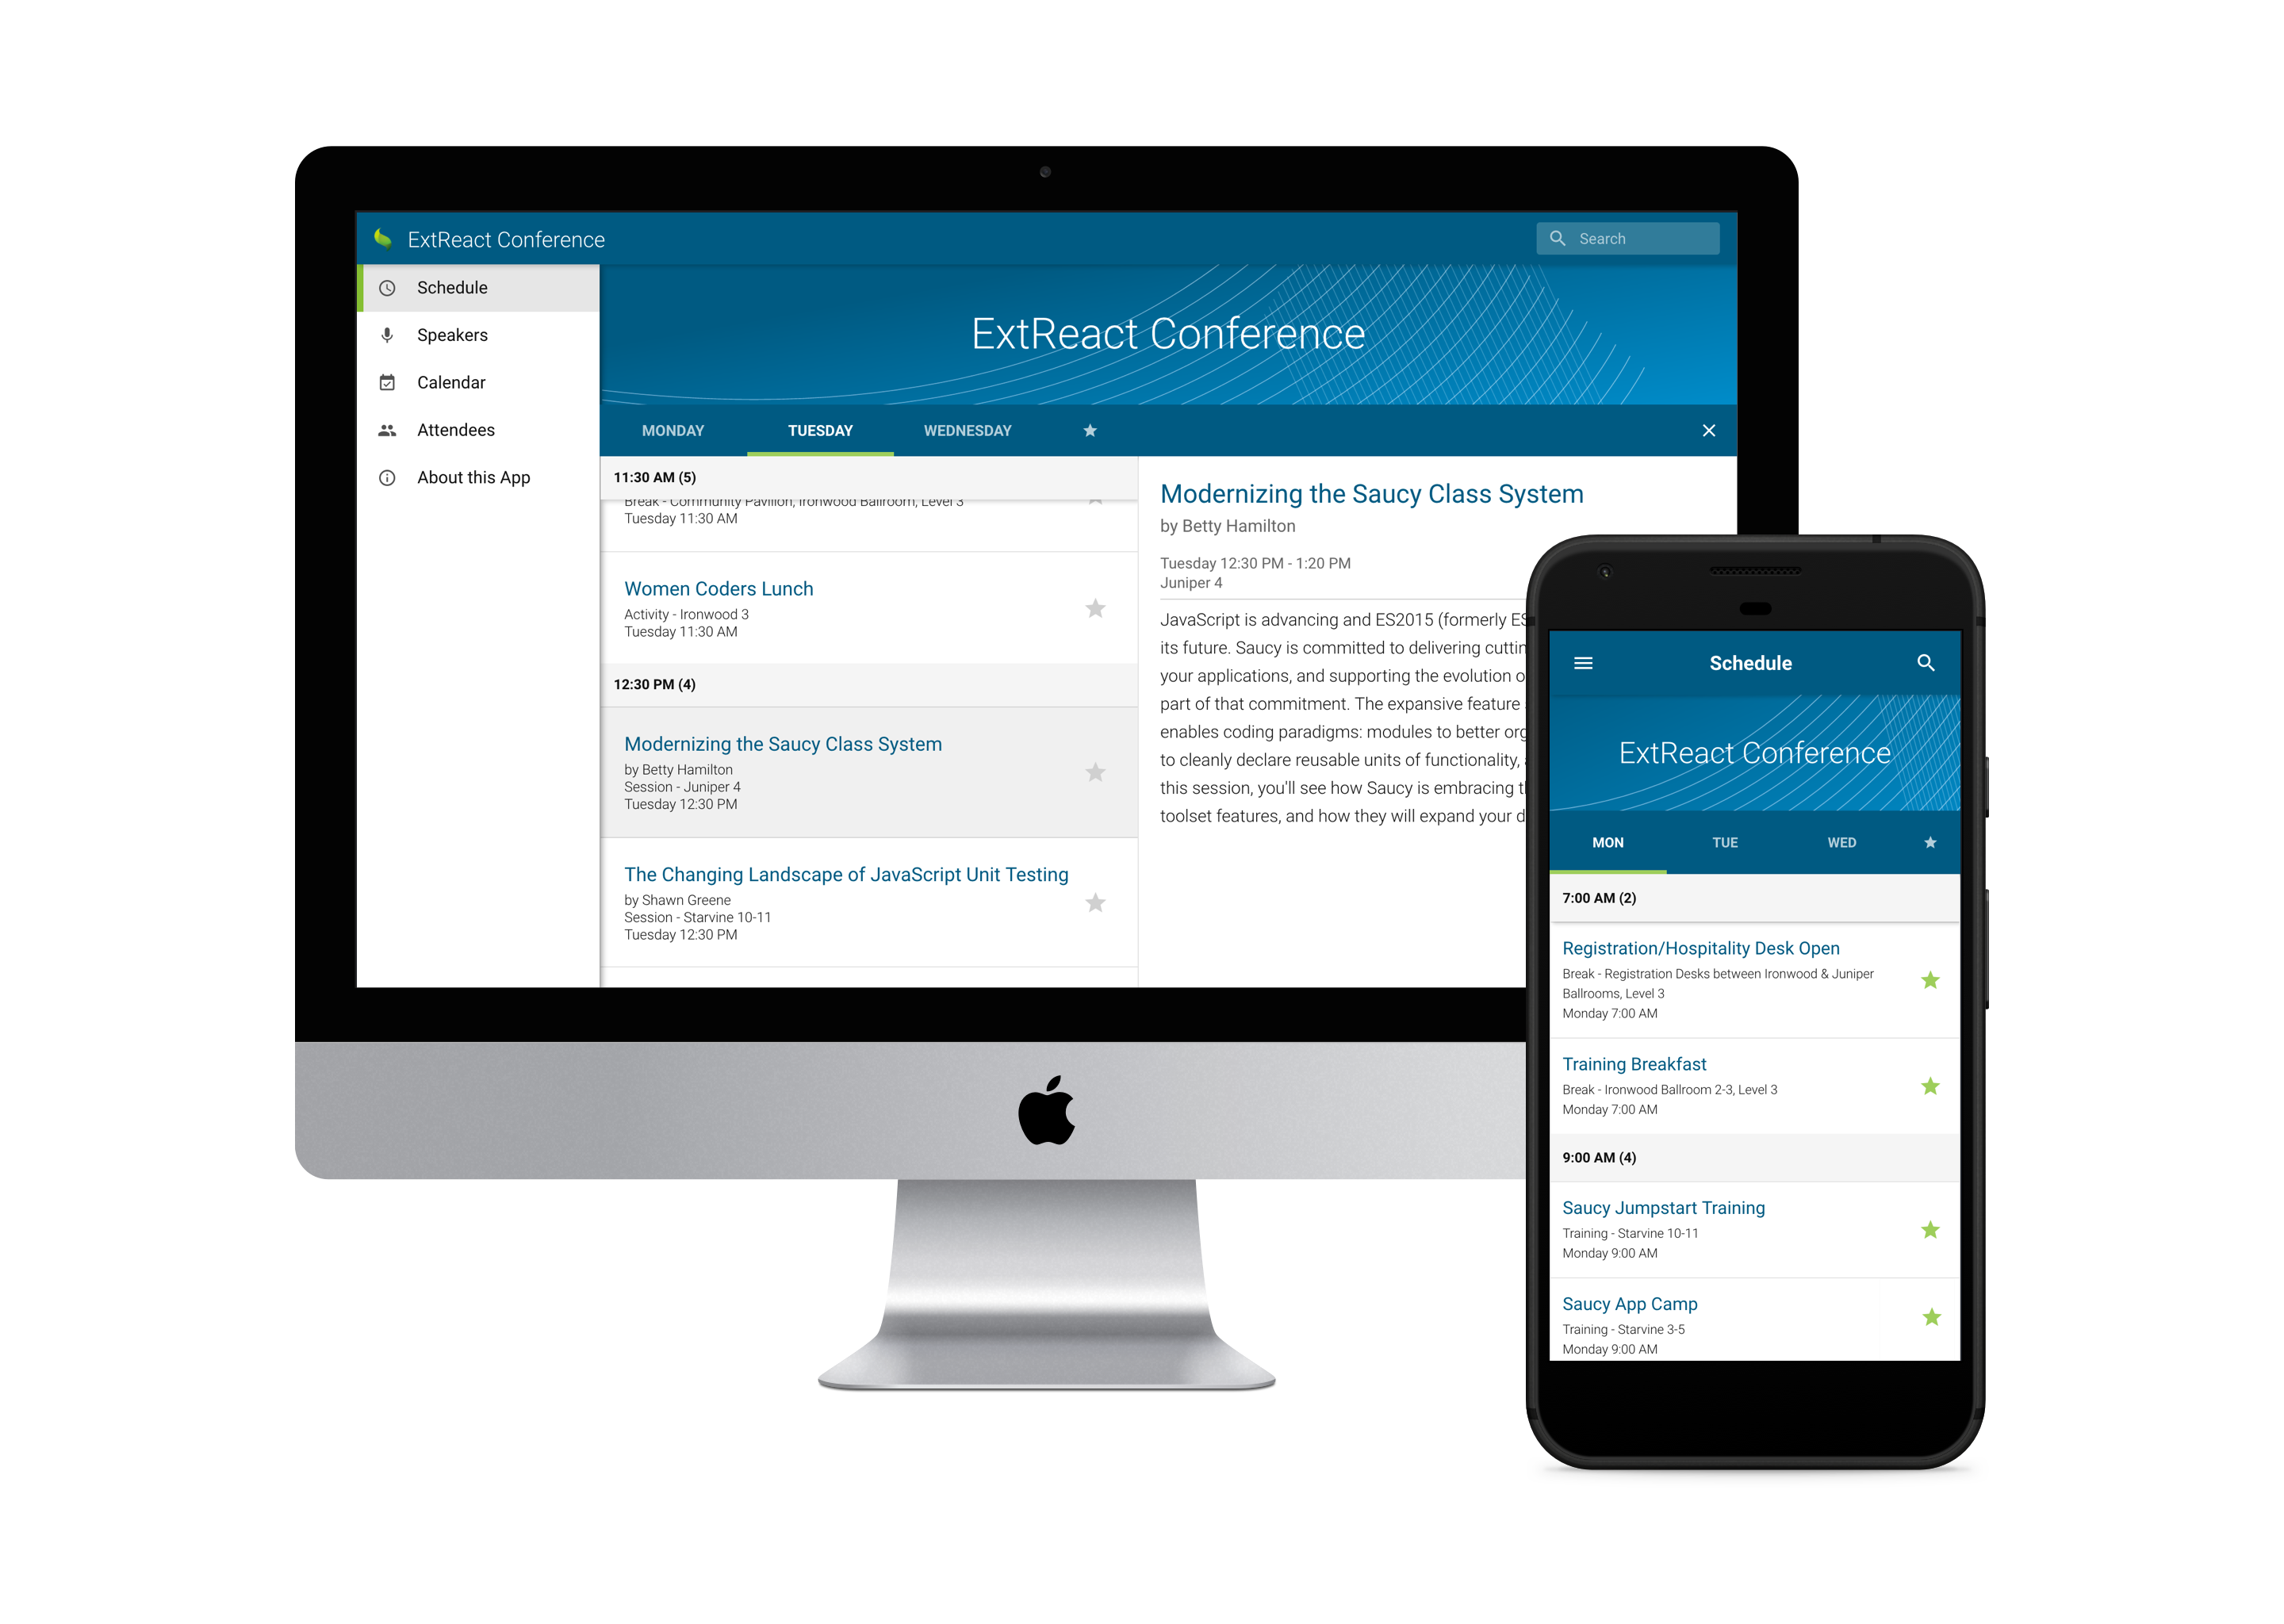 ExtReact Conference
Search
Schedule
Speakers
Calendar
Attendees
About this App
ExtReact Conference
MONDAY TUESDAY WEDNESDAY
11:30 AM (5)
Break - Community Pavilion, Ironwood Ballroom, Level 3
Tuesday 11:30 AM
Women Coders Lunch
Activity - Ironwood 3
Tuesday 11:30 AM
12:30 PM (4)
Modernizing the Saucy Class System
by Betty Hamilton
Session - Juniper 4
Tuesday 12:30 PM
The Changing Landscape of JavaScript Unit Testing
by Shawn Greene
Session - Starvine 10-11
Tuesday 12:30 PM
Modernizing the Saucy Class System
by Betty Hamilton
Tuesday 12:30 PM - 1:20 PM
Juniper 4
JavaScript is advancing and ES2015 (formerly ES
its future. Saucy is committed to delivering
your applications, and supporting the evolution
part of that commitment. The expansive feature
enables coding paradigms: modules to better
to cleanly declare reusable units of functionality,
this session, you'll see how Saucy is embracing
toolset features, and how they will expand your
Schedule
ExtReact Conference
MON TUE WED
7:00 AM (2)
Registration/Hospitality Desk Open
Break - Registration Desks between Ironwood & Juniper
Ballrooms, Level 3
Monday 7:00 AM
Training Breakfast
Break - Ironwood Ballroom 2-3, Level 3
Monday 7:00 AM
9:00 AM (4)
Saucy Jumpstart Training
Training - Starvine 10-11
Monday 9:00 AM
Saucy App Camp
Training - Starvine 3-5
Monday 9:00 AM